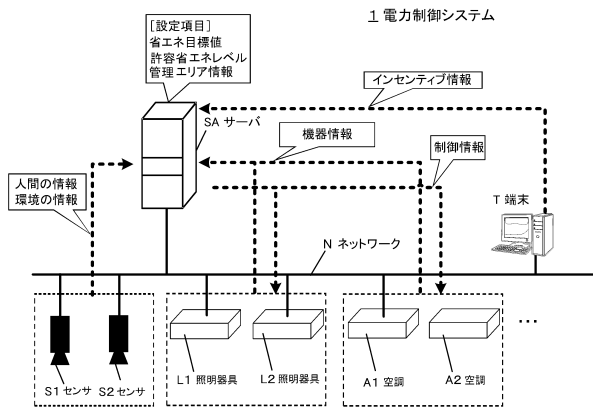 1 電力制御システム
[設定項目]
省エネ目標値
許容省エネレベル
管理エリア情報
インセンティブ情報
SA サーバ
機器情報
制御情報
人間の情報
環境の情報
T 端末
N ネットワーク
S1 センサ
S2 センサ
L1 照明器具
L2 照明器具
A1 空調
A2 空調
…